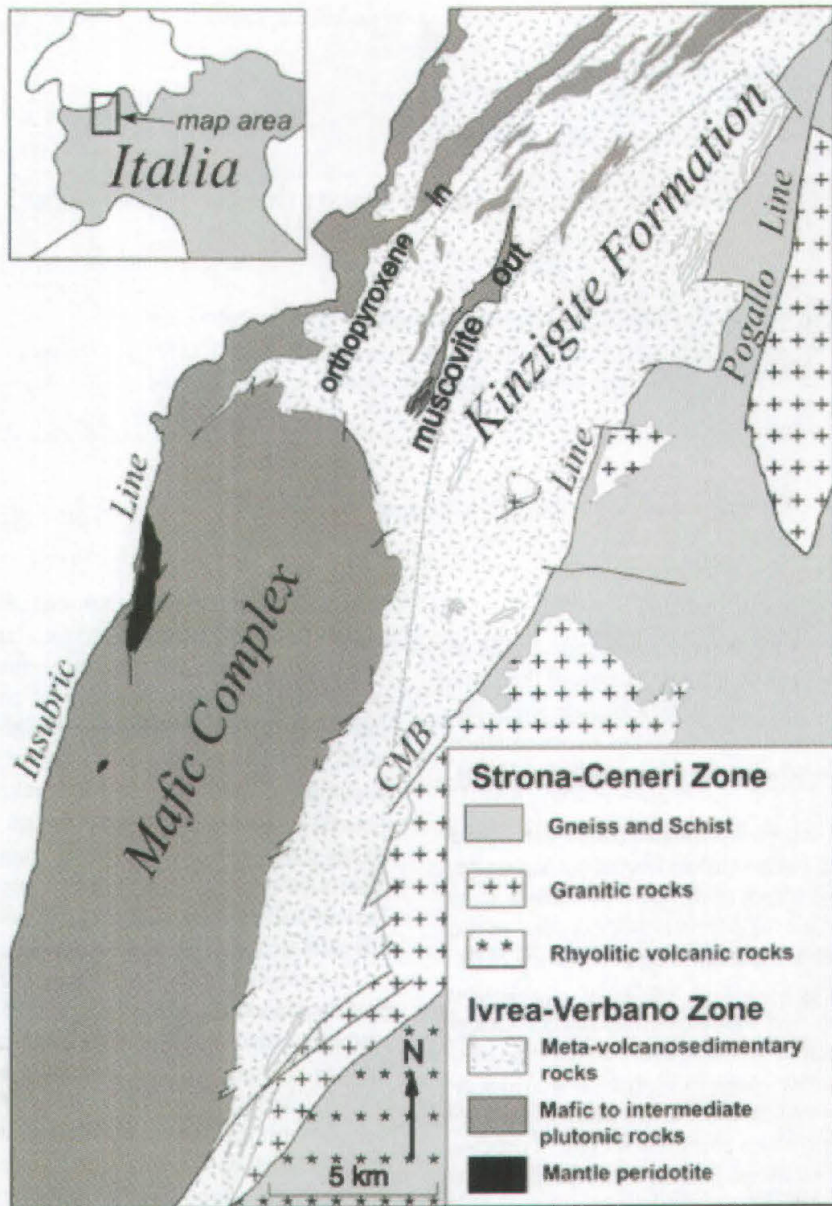 map area
Italia
orthopyroxene in
muscovite out
Kinzigite Formation
Pogallo Line
Line
CMB
Insubric Line
Mafic Complex
N
5 km
Strona-Ceneri Zone
Gneiss and Schist
Granitic rocks
Rhyolitic volcanic rocks
Ivrea-Verbano Zone
Meta-volcanosedimentary
rocks
Mafic to intermediate
plutonic rocks
Mantle peridotite